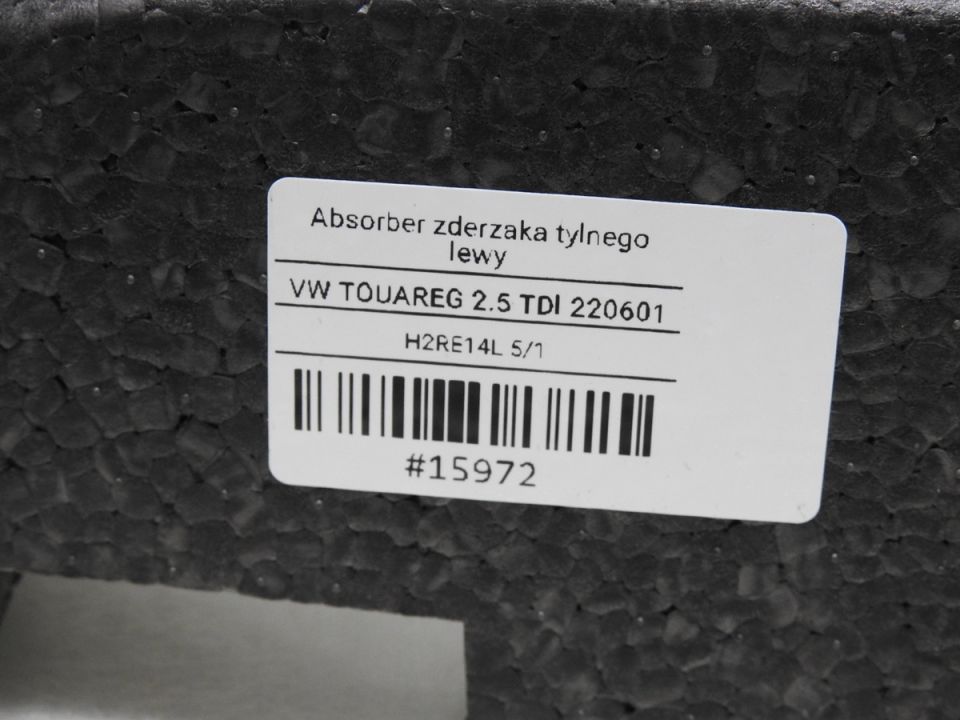 Absorber zderzaka tylnego
lewy
VW TOUAREG 2.5 TDI 220601
H2RE14L 5/1
#15972